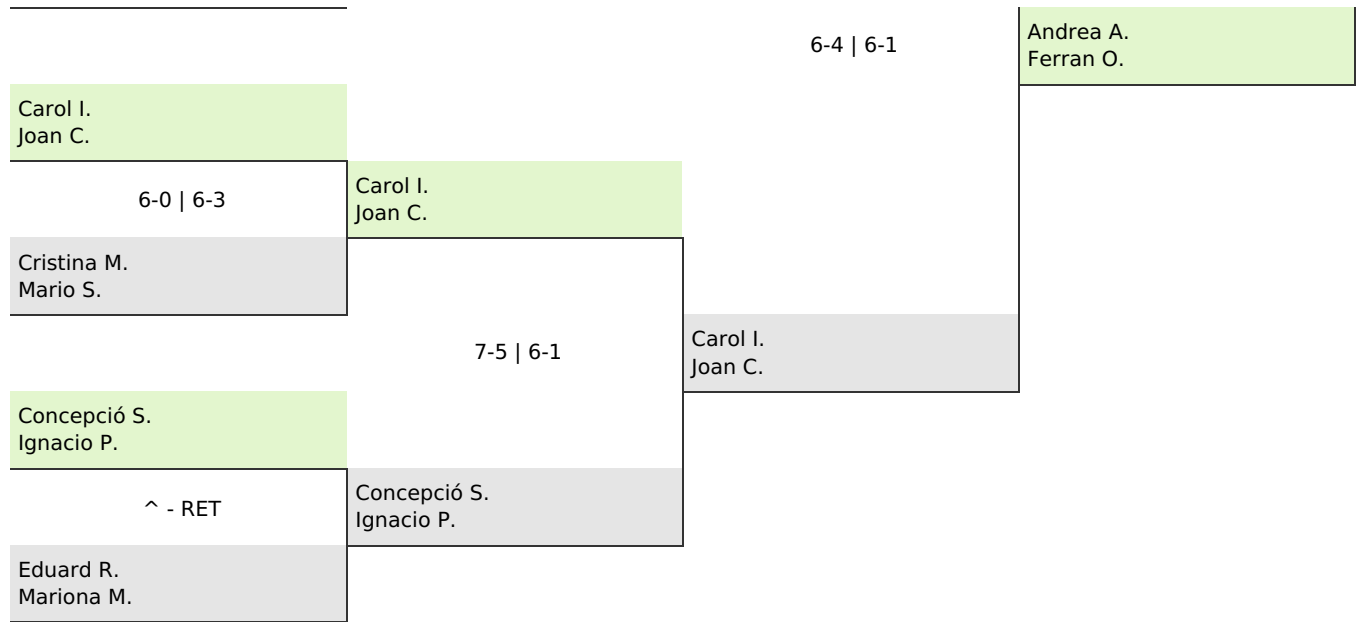 6-4 | 6-1
Andrea A.
Ferran O.
Carol I.
Joan C.
6-0 | 6-3
Carol I.
Joan C.
Cristina M.
Mario S.
7-5 | 6-1
Carol I.
Joan C.
Concepció S.
Ignacio P.
^ - RET
Concepció S.
Ignacio P.
Eduard R.
Mariona M.